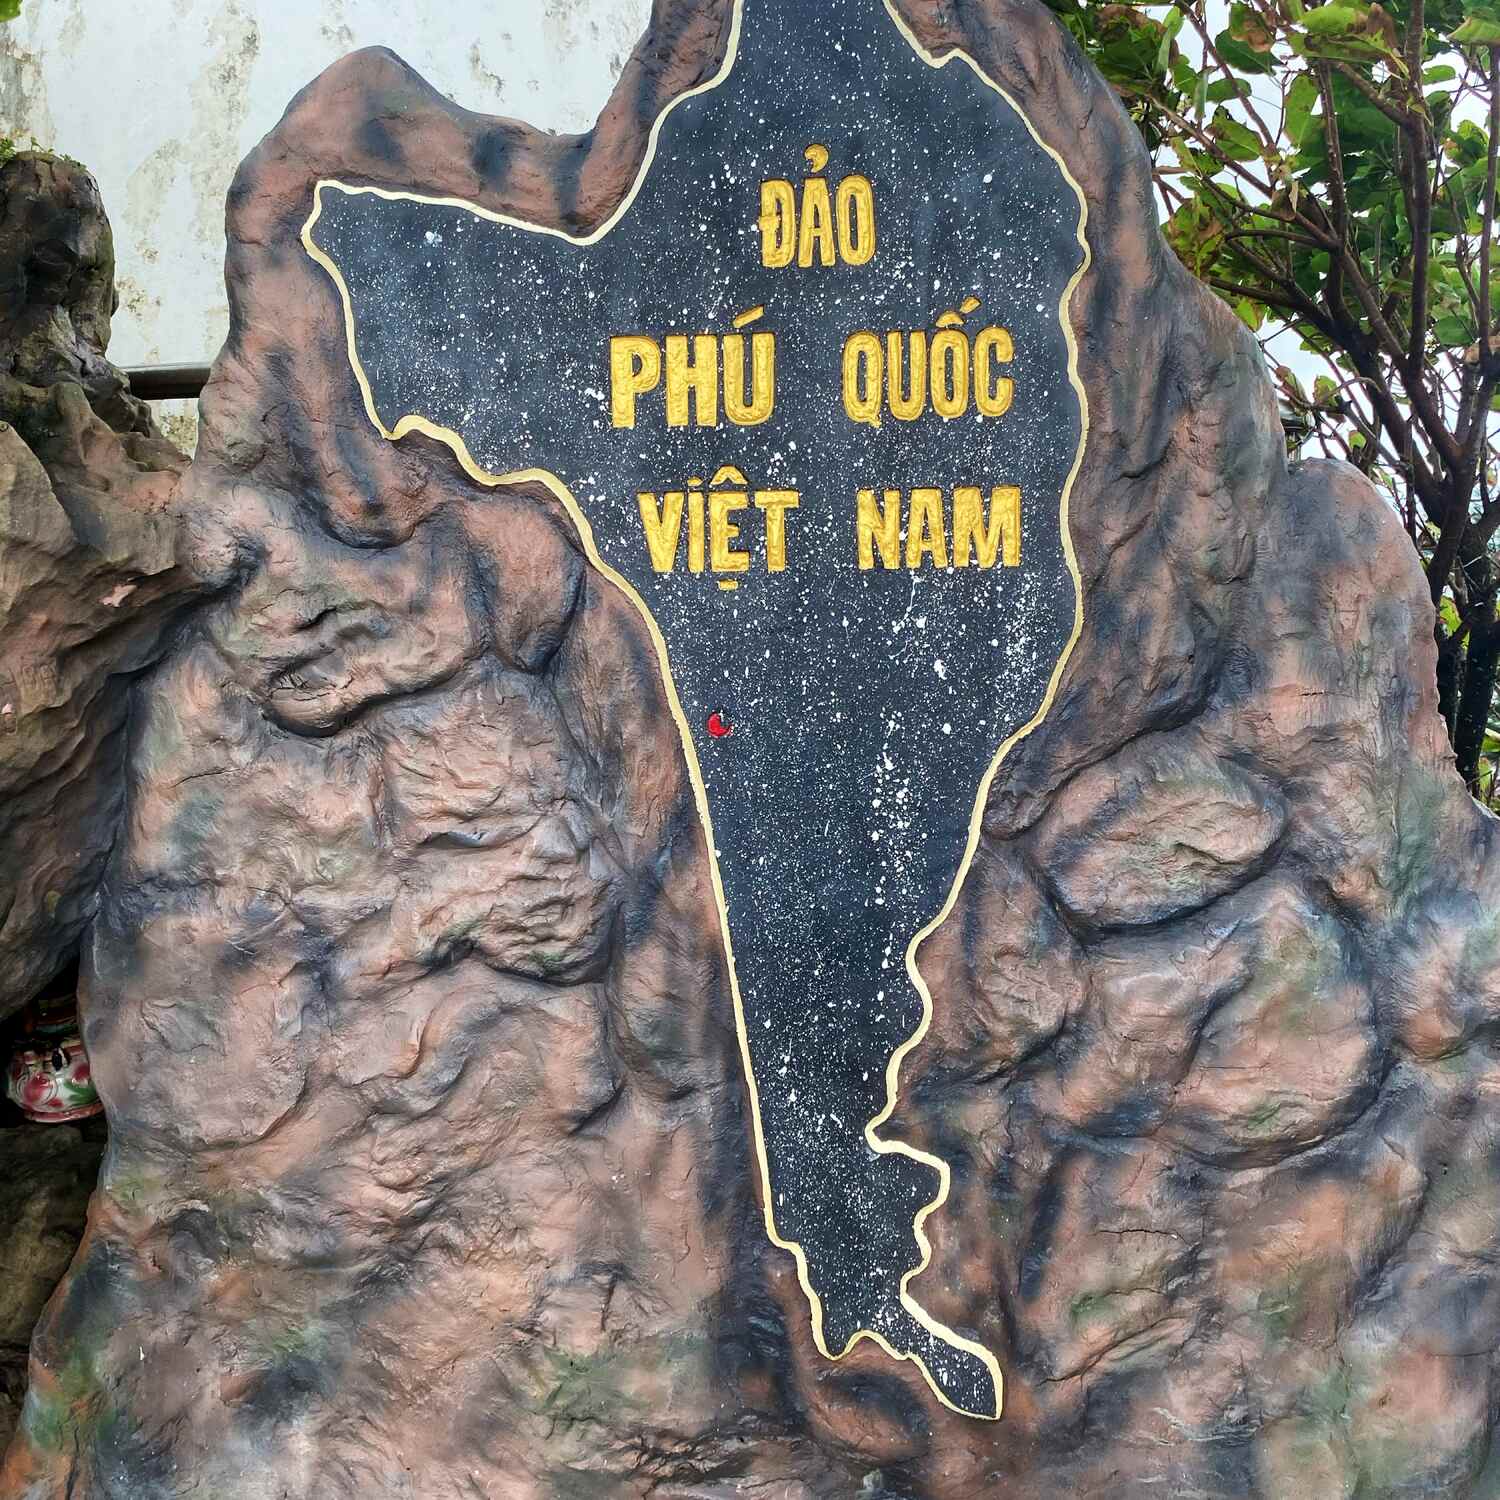 ĐẢO
PHÚ QUỐC
VIỆT NAM